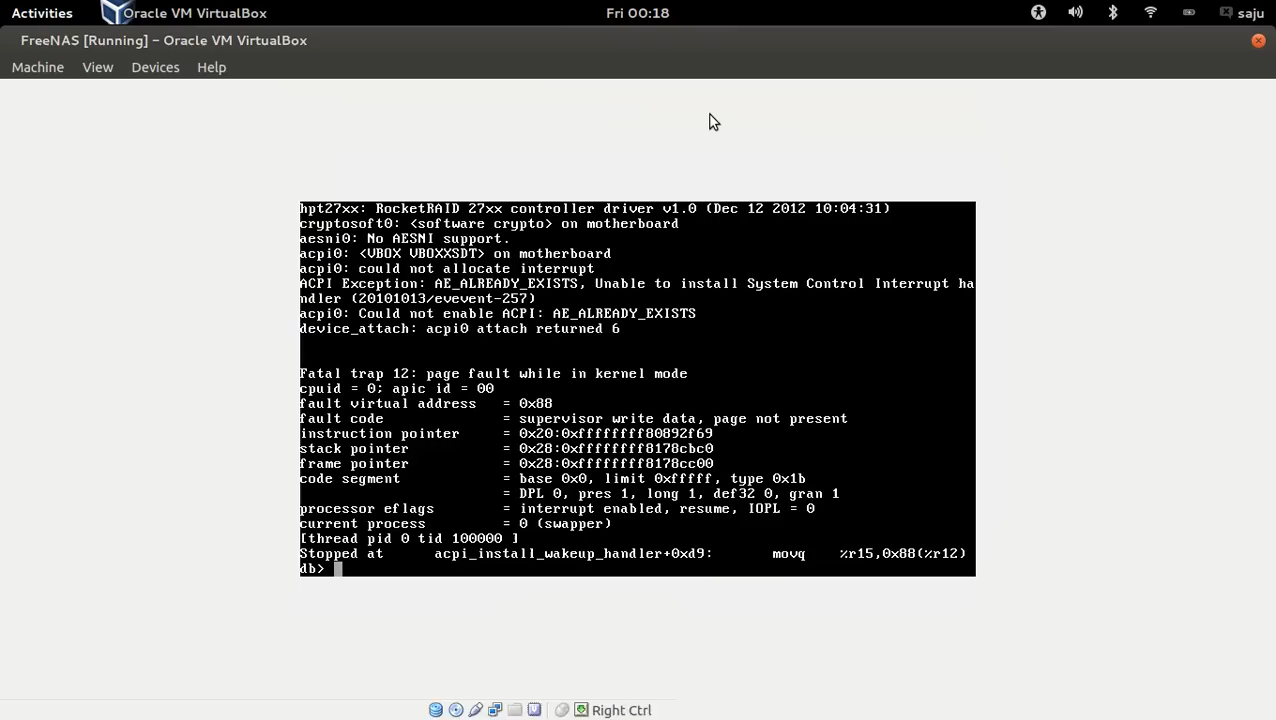 Activities Oracle VM VirtualBox Fri 00:18 saju
FreeNAS [Running] - Oracle VM VirtualBox
Machine View Devices Help
hpt27xx: RocketRAID 27xx controller driver v1.0 (Dec 12 2012 10:04:31)
cryptosoft0: <software crypto> on motherboard
aesni0: No AESNI support.
acpi0: <VBOX VBOXXSDT> on motherboard
acpi0: could not allocate interrupt
ACPI Exception: AE_ALREADY_EXISTS, Unable to install System Control Interrupt ha
ndler (20101013/evevent-257)
acpi0: Could not enable ACPI: AE_ALREADY_EXISTS
device_attach: acpi0 attach returned 6
Fatal trap 12: page fault while in kernel mode
cpuid = 0; apic id = 00
fault virtual address = 0x88
fault code = supervisor write data, page not present
instruction pointer = 0x20:0xffffffff80892f69
stack pointer = 0x28:0xffffffff8178cbc0
frame pointer = 0x28:0xffffffff8178cc00
code segment = base 0x0, limit 0xfffff, type 0x1b
= DPL 0, pres 1, long 1, def32 0, gran 1
processor eflags = interrupt enabled, resume, IOPL = 0
current process = 0 (swapper)
[thread pid 0 tid 100000 ]
Stopped at acpi_install_wakeup_handler+0xd9: movq %r15,0x88(%r12)
db>
Right Ctrl